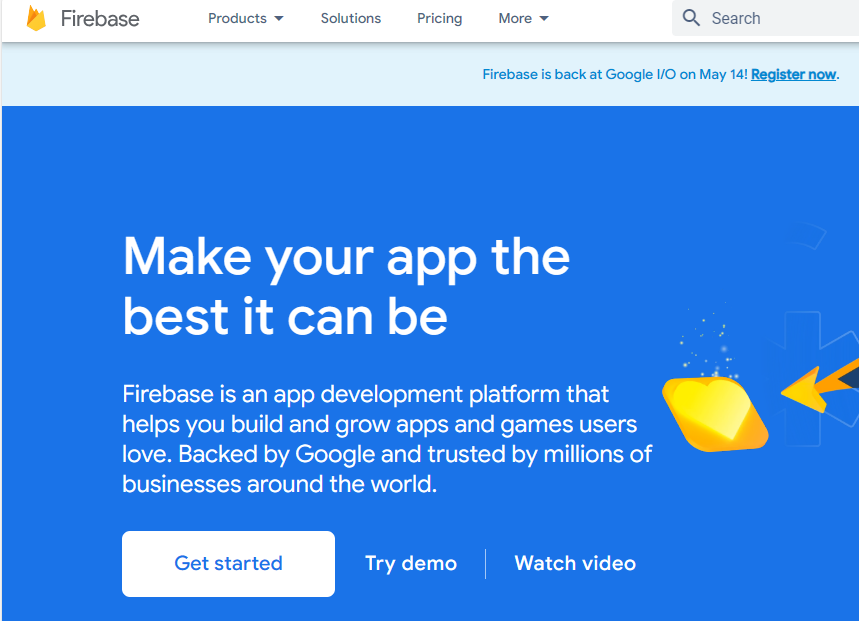 Firebase Products Solutions Pricing More Search
Firebase is back at Google I/O on May 14! Register now.
Make your app the
best it can be
Firebase is an app development platform that
helps you build and grow apps and games users
love. Backed by Google and trusted by millions of
businesses around the world.
Get started Try demo Watch video